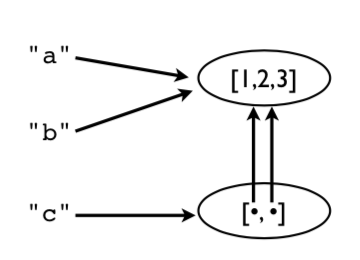 "a"
[1,2,3]
"b"
"c"
[•,•]